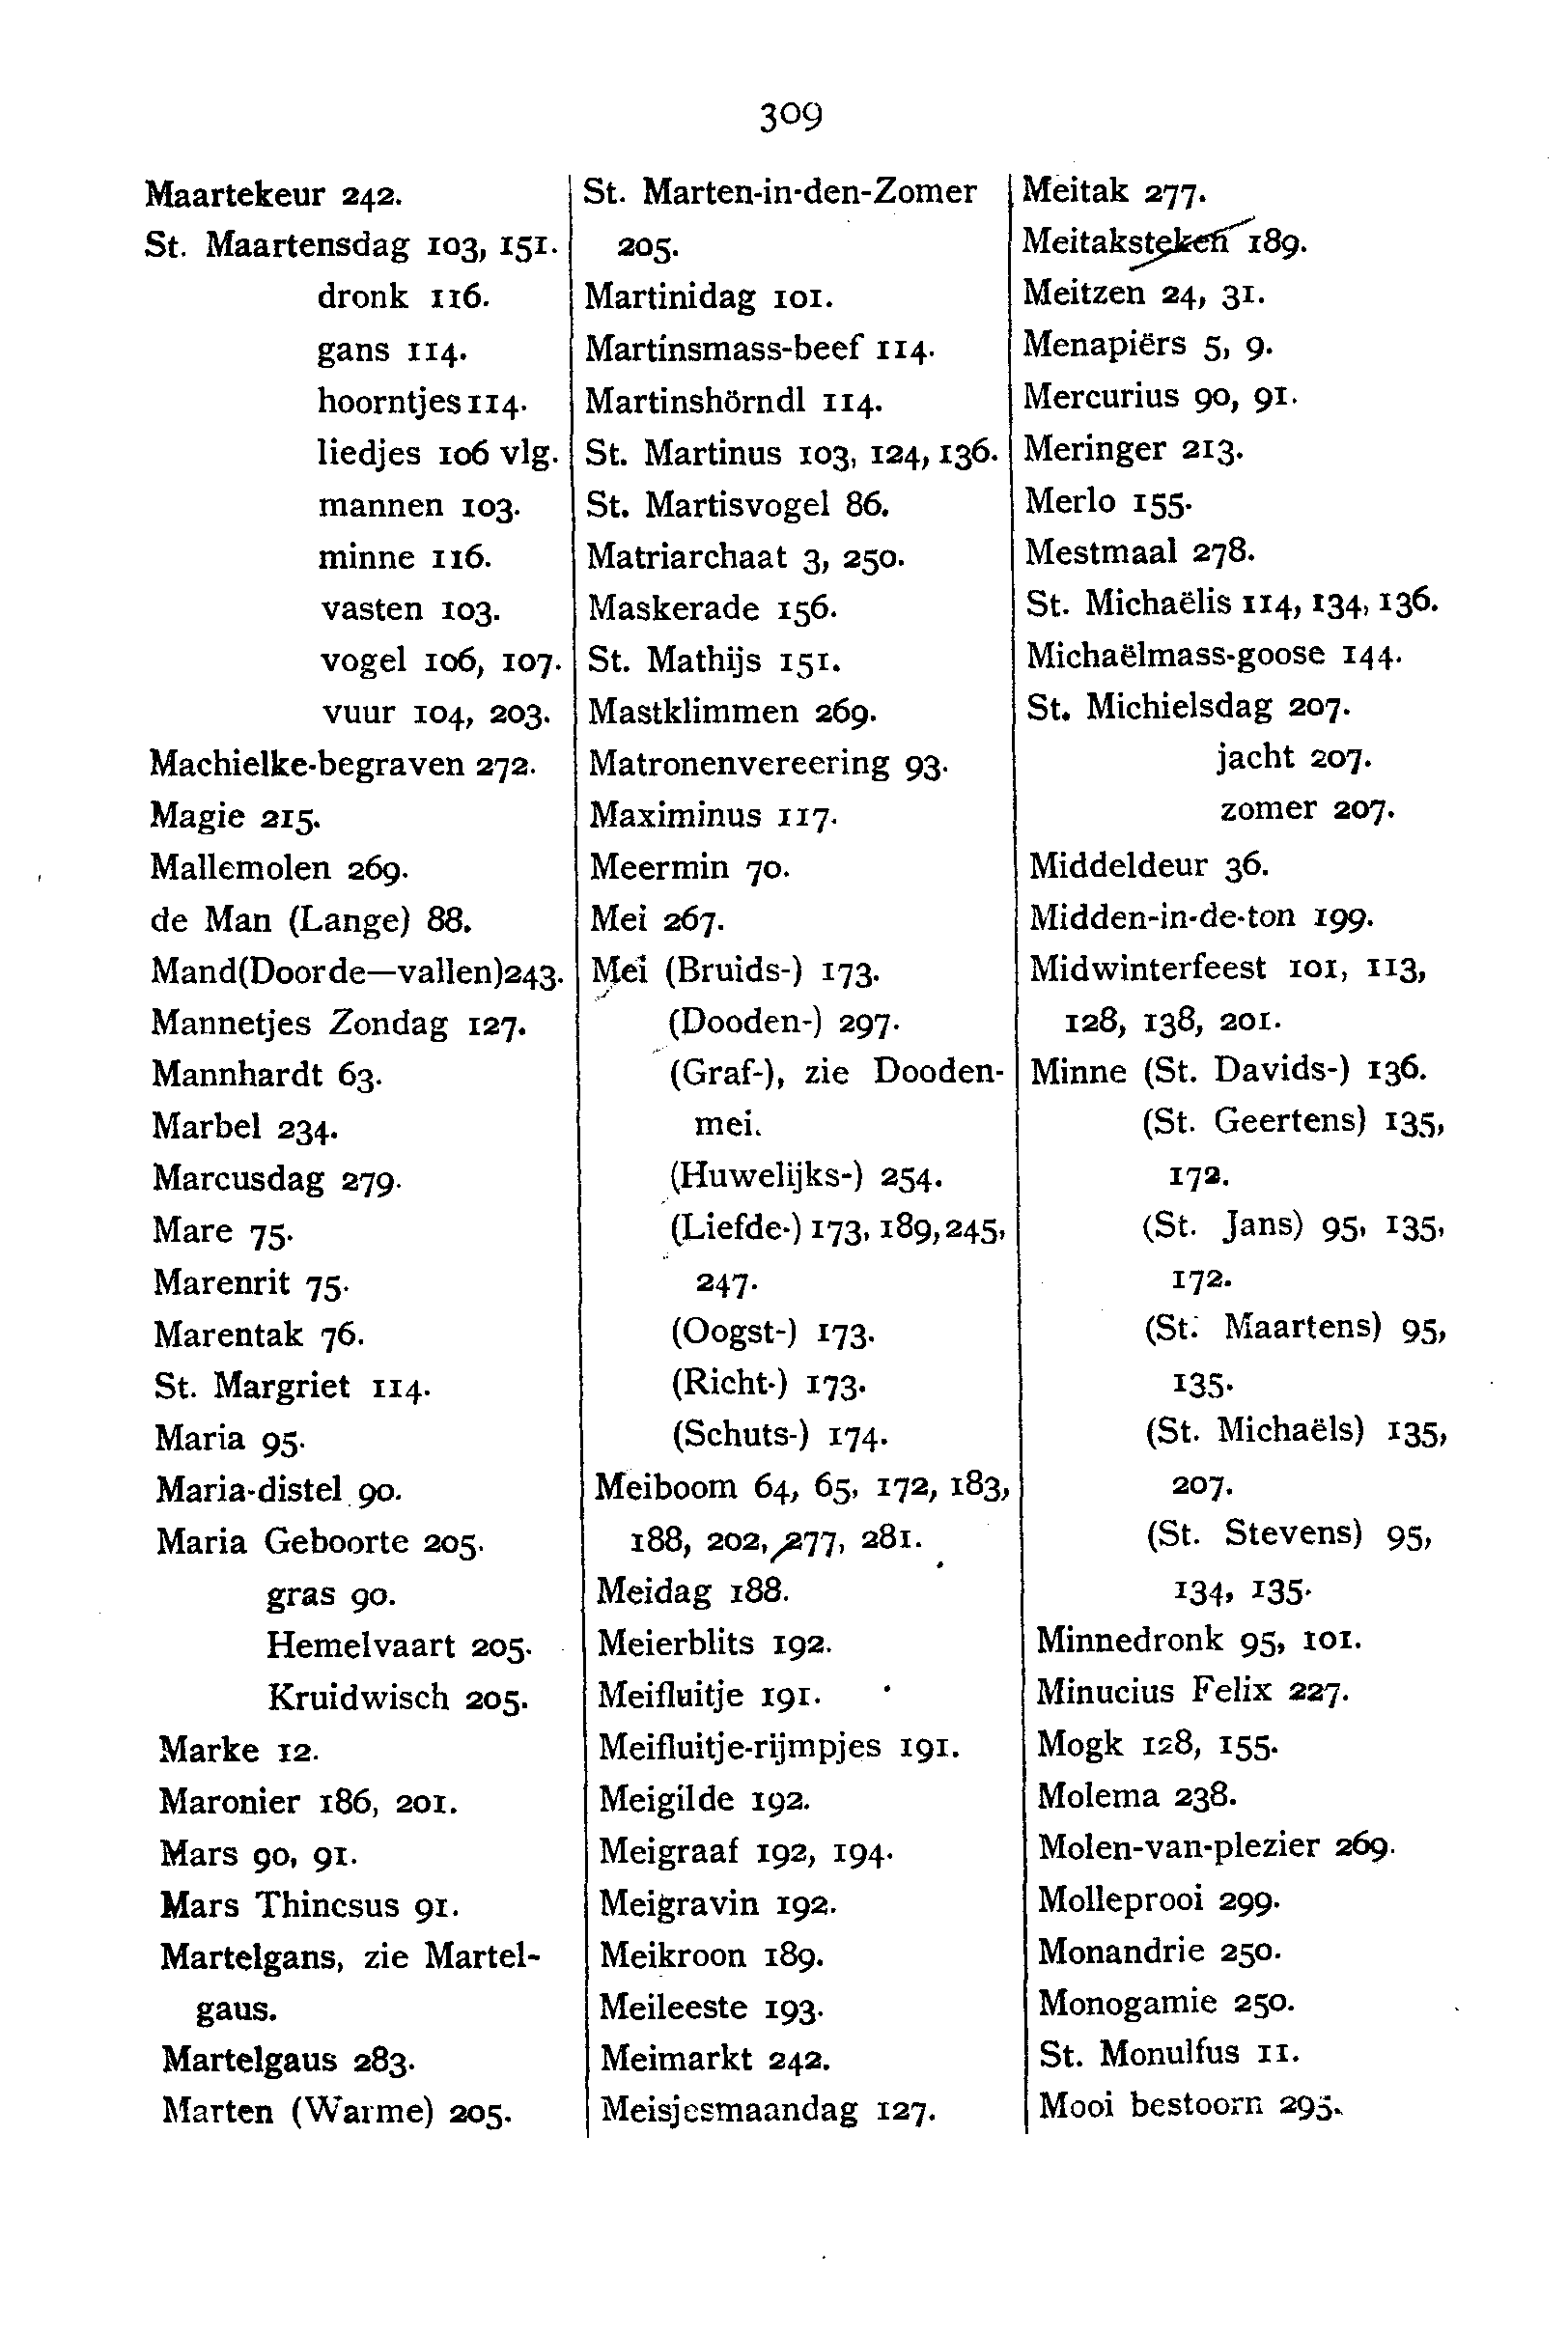 309
Maartekeur 242.
St. Maartensdag 103, 151.
dronk 116.
gans 114.
hoorntjes 114.
liedjes 106 vlg.
mannen 103.
minne 116.
vasten 103.
vogel 106, 107.
vuur 104, 203.
Machielke-begraven 272.
Magie 215.
Mallemolen 269.
de Man (Lange) 88.
Mand (Door de—vallen) 243.
Mannetjes Zondag 127.
Mannhardt 63.
Marbel 234.
Marcusdag 279.
Mare 75.
Marenrit 75.
Marentak 76.
St. Margriet 114.
Maria 95.
Maria-distel 90.
Maria Geboorte 205.
gras 90.
Hemelvaart 205.
Kruidwisch 205.
Marke 12.
Maronier 186, 201.
Mars 90, 91.
Mars Thincsus 91.
Martelgans, zie Martel-
gaus.
Martelgaus 283.
Marten (Warme) 205.
St. Marten-in-den-Zomer
205.
Martinidag 101.
Martinsmass-beef 114.
Martinshörndl 114.
St. Martinus 103, 124, 136.
St. Martisvogel 86.
Matriarchaat 3, 250.
Maskerade 156.
St. Mathijs 151.
Mastklimmen 269.
Matronenvereering 93.
Maximinus 117.
Meermin 70.
Mei 267.
Mei (Bruids-) 173.
(Dooden-) 297.
(Graf-), zie Dooden-
mei.
(Huwelijks-) 254.
(Liefde-) 173, 189, 245,
247.
(Oogst-) 173.
(Richt-) 173.
(Schuts-) 174.
Meiboom 64, 65, 172, 183,
188, 202, 277, 281.
Meidag 188.
Meierblits 192.
Meifluitje 191.
Meifluitje-rijmpjes 191.
Meigilde 192.
Meigraaf 192, 194.
Meigravin 192.
Meikroon 189.
Meileeste 193.
Meimarkt 242.
Meisjesmaandag 127.
Meitak 277.
Meitaksteken 189.
Meitzen 24, 31.
Menapiërs 5, 9.
Mercurius 90, 91.
Meringer 213.
Merlo 155.
Mestmaal 278.
St. Michaëlis 114, 134, 136.
Michaëlmass-goose 144.
St. Michielsdag 207.
jacht 207.
zomer 207.
Middeldeur 36.
Midden-in-de-ton 199.
Midwinterfeest 101, 113,
128, 138, 201.
Minne (St. Davids-) 136.
(St. Geertens) 135,
172.
(St. Jans) 95, 135,
172.
(St. Maartens) 95,
135.
(St. Michaëls) 135,
207.
(St. Stevens) 95,
134, 135.
Minnedronk 95, 101.
Minucius Felix 227.
Mogk 128, 155.
Molema 238.
Molen-van-plezier 269.
Molleprooi 299.
Monandrie 250.
Monogamie 250.
St. Monulfus 11.
Mooi bestoorn 295.